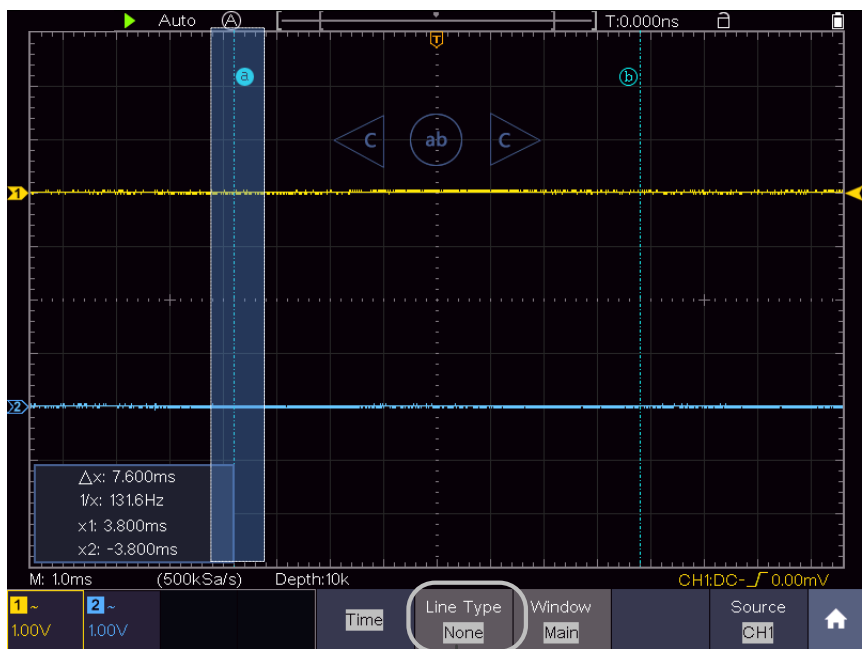 Auto A T:0.000ns
T
a b
C ab C
1
2
△x: 7.600ms
1/x: 131.6Hz
x1: 3.800ms
x2: -3.800ms
M: 1.0ms (500kSa/s) Depth:10k CH1:DC- 0.00mV
1 ~ 2 ~ Line Type Window Source
1.00V 1.00V Time None Main CH1